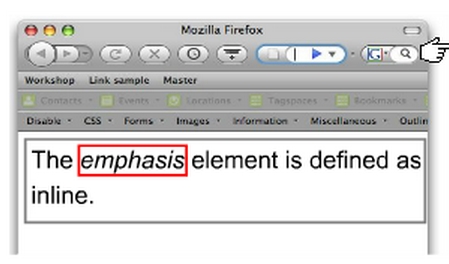 Mozilla Firefox
Workshop Link sample Master
Contacts Events Locations Tagspaces Bookmarks
Disable CSS Forms Images Information Miscellaneous Outlin
The emphasis element is defined as
inline.